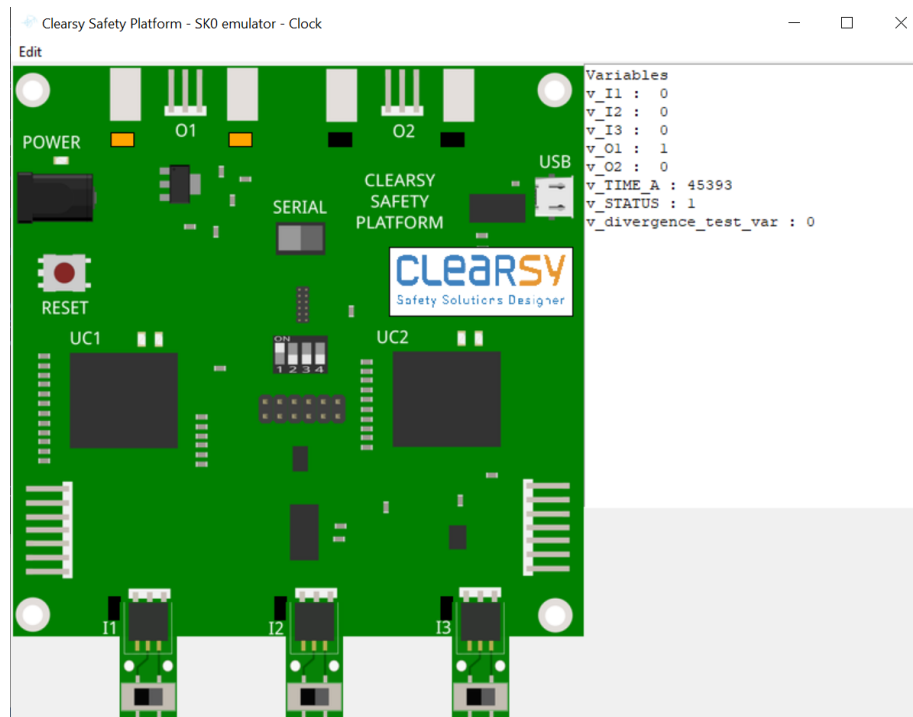 Clearsy Safety Platform - SK0 emulator - Clock
Edit
O1
O2
POWER
USB
CLEARSY
SAFETY
PLATFORM
SERIAL
CLEARSY
Safety Solutions Designer
RESET
UC1
UC2
ON
1 2 3 4
I1
I2
I3
Variables
v_I1 : 0
v_I2 : 0
v_I3 : 0
v_O1 : 1
v_O2 : 0
v_TIME_A : 45393
v_STATUS : 1
v_divergence_test_var : 0